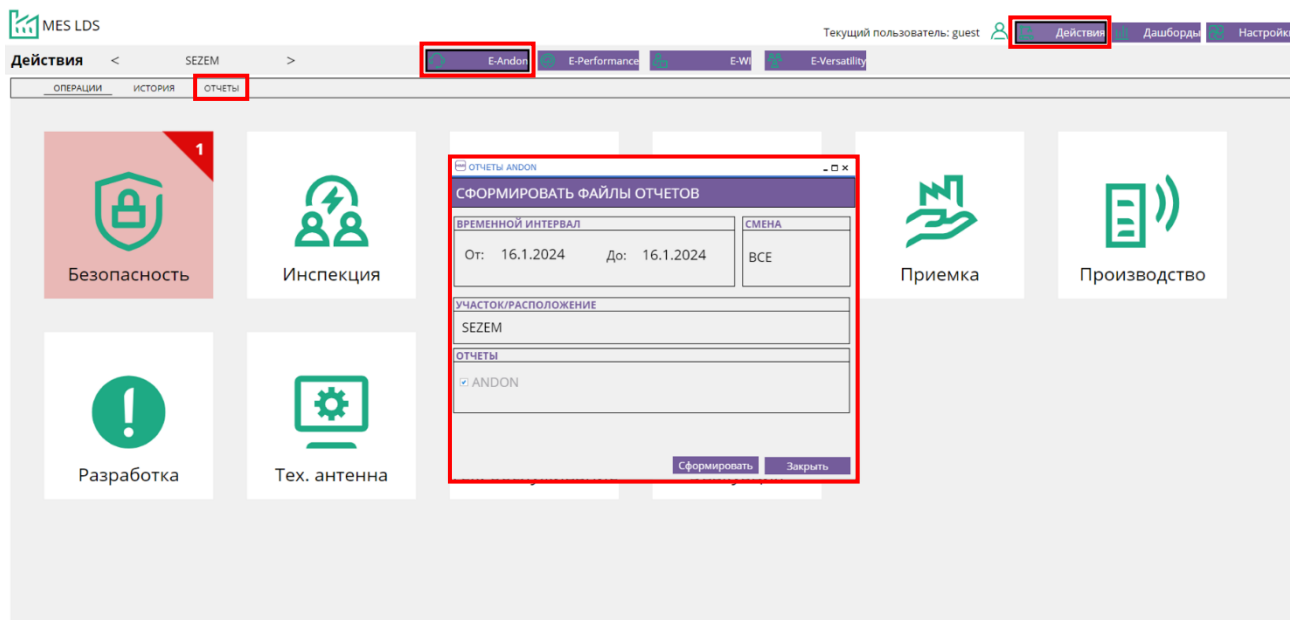 MES LDS
Текущий пользователь: guest
Действия
Дашборды
Настройки
Действия < SEZEM >
E-Andon
E-Performance
E-WI
E-Versatility
ОПЕРАЦИИ ИСТОРИЯ ОТЧЕТЫ
1
Безопасность
Инспекция
Приемка
Производство
Разработка
Тех. антенна
ОТЧЕТЫ ANDON
СФОРМИРОВАТЬ ФАЙЛЫ ОТЧЕТОВ
ВРЕМЕННОЙ ИНТЕРВАЛ
От: 16.1.2024 До: 16.1.2024
СМЕНА
ВСЕ
УЧАСТОК/РАСПОЛОЖЕНИЕ
SEZEM
ОТЧЕТЫ
ANDON
Сформировать Закрыть